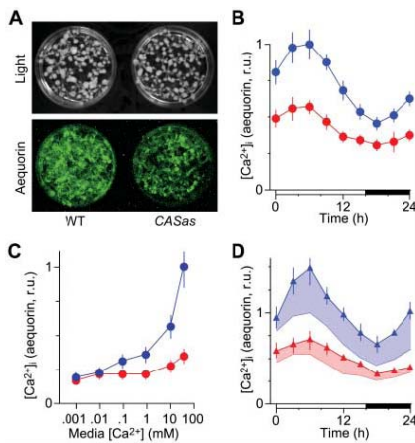 A
Light
Aequorin
WT
CASas
B
[Ca²⁺]ᵢ (aequorin, r.u.)
1
0
0
12
24
Time (h)
C
[Ca²⁺]ᵢ (aequorin, r.u.)
1
0
.001 .01 .1 1 10 100
Media [Ca²⁺] (mM)
D
[Ca²⁺]ᵢ (aequorin, r.u.)
1
0
0
12
24
Time (h)